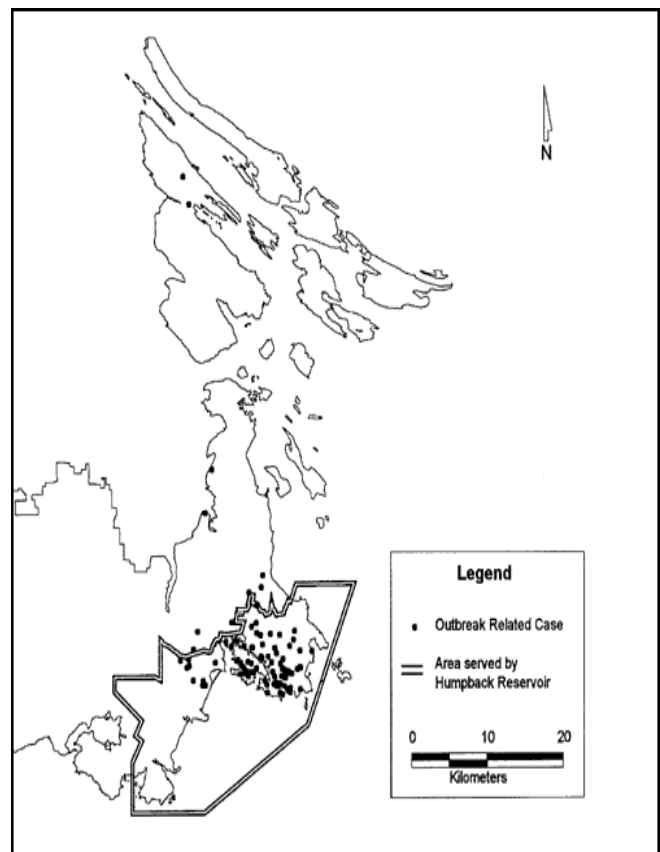 N
Legend
Outbreak Related Case
Area served by
Humpback Reservoir
0 10 20
Kilometers